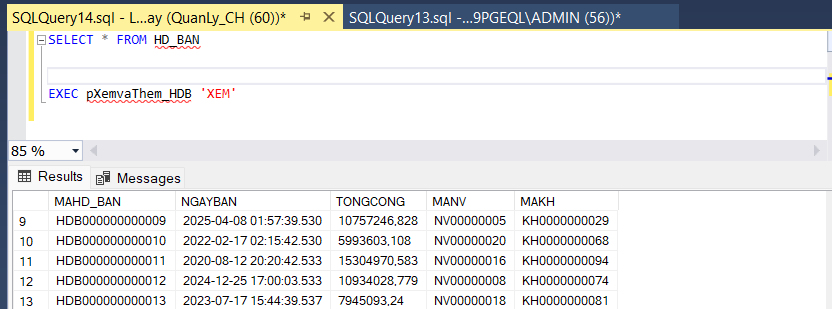 SQLQuery14.sql - L...ay (QuanLy_CH (60))* SQLQuery13.sql -...9PGEQL\ADMIN (56))*
SELECT * FROM HD_BAN
EXEC pXemvaThem_HDB 'XEM'
85 %
Results Messages
MAHD_BAN NGAYBAN TONGCONG MANV MAKH
9 HDB000000000009 2025-04-08 01:57:39.530 10757246,828 NV00000005 KH0000000029
10 HDB000000000010 2022-02-17 02:15:42.530 5993603,108 NV00000020 KH0000000068
11 HDB000000000011 2020-08-12 20:20:42.533 15304970,583 NV00000016 KH0000000094
12 HDB000000000012 2024-12-25 17:00:03.533 10934028,779 NV00000008 KH0000000074
13 HDB000000000013 2023-07-17 15:44:39.537 7945093,24 NV00000018 KH0000000081